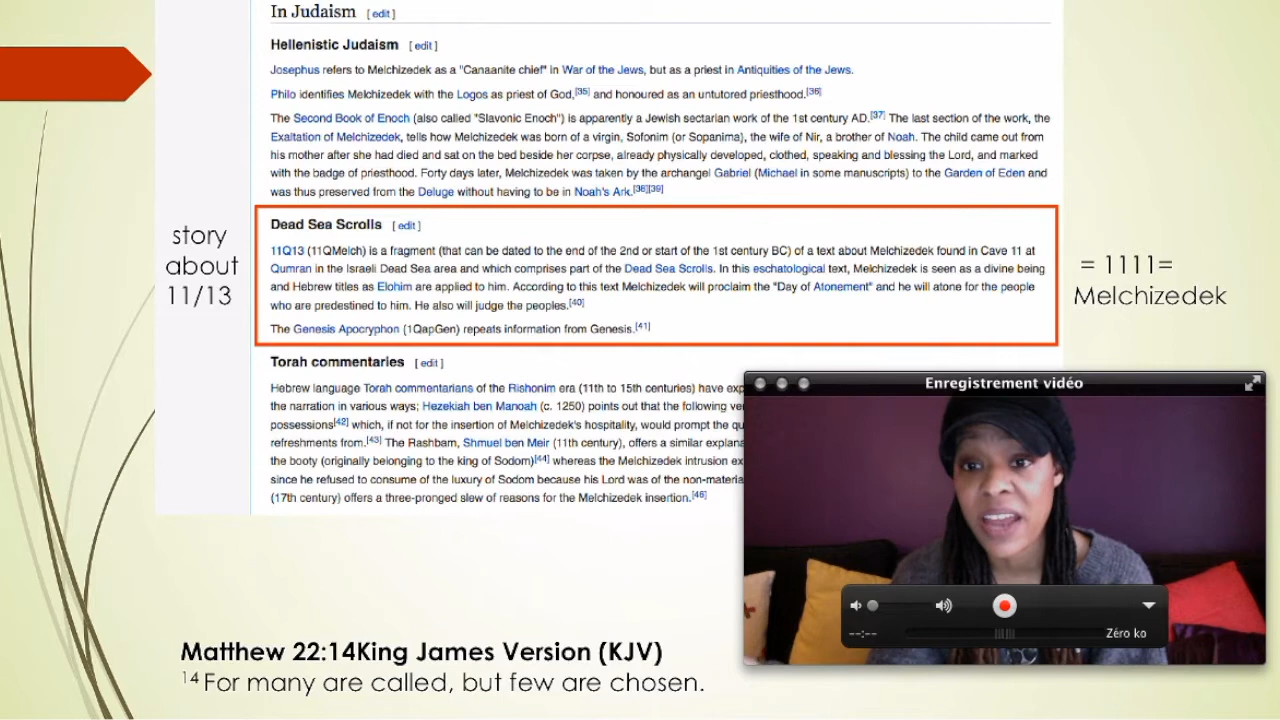 In Judaism [ edit ]
Hellenistic Judaism [ edit ]
Josephus refers to Melchizedek as a "Canaanite chief" in War of the Jews, but as a priest in Antiquities of the Jews.
Philo identifies Melchizedek with the Logos as priest of God,[35] and honoured as an untutored priesthood.[36]
The Second Book of Enoch (also called "Slavonic Enoch") is apparently a Jewish sectarian work of the 1st century AD.[37] The last section of the work, the
Exaltation of Melchizedek, tells how Melchizedek was born of a virgin, Sofonim (or Sopanima), the wife of Nir, a brother of Noah. The child came out from
his mother after she had died and sat on the bed beside her corpse, already physically developed, clothed, speaking and blessing the Lord, and marked
with the badge of priesthood. Forty days later, Melchizedek was taken by the archangel Gabriel (Michael in some manuscripts) to the Garden of Eden and
was thus preserved from the Deluge without having to be in Noah's Ark.[38][39]
Dead Sea Scrolls [ edit ]
11Q13 (11QMelch) is a fragment (that can be dated to the end of the 2nd or start of the 1st century BC) of a text about Melchizedek found in Cave 11 at
Qumran in the Israeli Dead Sea area and which comprises part of the Dead Sea Scrolls. In this eschatological text, Melchizedek is seen as a divine being
and Hebrew titles as Elohim are applied to him. According to this text Melchizedek will proclaim the "Day of Atonement" and he will atone for the people
who are predestined to him. He also will judge the peoples.[40]
The Genesis Apocryphon (1QapGen) repeats information from Genesis.[41]
story
about
11/13
= 1111=
Melchizedek
Torah commentaries [ edit ]
Hebrew language Torah commentarians of the Rishonim era (11th to 15th centuries) have exp
the narration in various ways; Hezekiah ben Manoah (c. 1250) points out that the following ve
possessions[42] which, if not for the insertion of Melchizedek's hospitality, would prompt the qu
refreshments from.[43] The Rashbam, Shmuel ben Meir (11th century), offers a similar explana
the booty (originally belonging to the king of Sodom)[44] whereas the Melchizedek intrusion ex
since he refused to consume of the luxury of Sodom because his Lord was of the non-materia
(17th century) offers a three-pronged slew of reasons for the Melchizedek insertion.[46]
Enregistrement vidéo
--:--
Zéro ko
Matthew 22:14King James Version (KJV)
14 For many are called, but few are chosen.